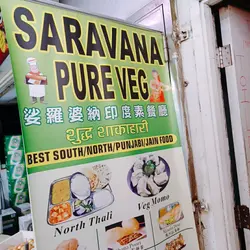 SARAVANA
PURE VEG
娑羅婆納印度素餐廳
शुद्ध शाकाहारी
BEST SOUTH/NORTH/PUNJABI/JAIN FOOD
North Thali
Veg Momo